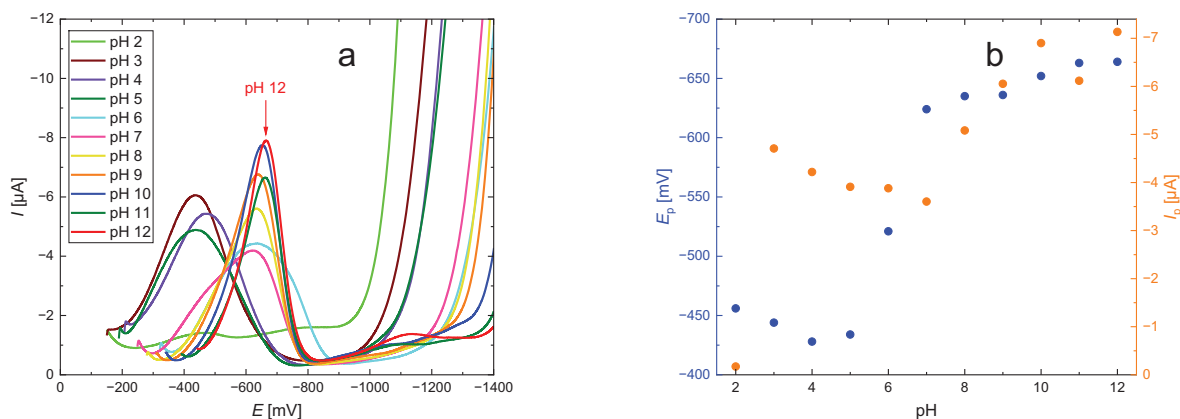 a
pH 2
pH 3
pH 4
pH 5
pH 6
pH 7
pH 8
pH 9
pH 10
pH 11
pH 12
pH 12
−12
−10
−8
−6
−4
−2
0
I [µA]
0 −200 −400 −600 −800 −1000 −1200 −1400
E [mV]
b
−700
−650
−600
−550
−500
−450
−400
Ep [mV]
−7
−6
−5
−4
−3
−2
−1
0
Ip [µA]
2 4 6 8 10 12
pH